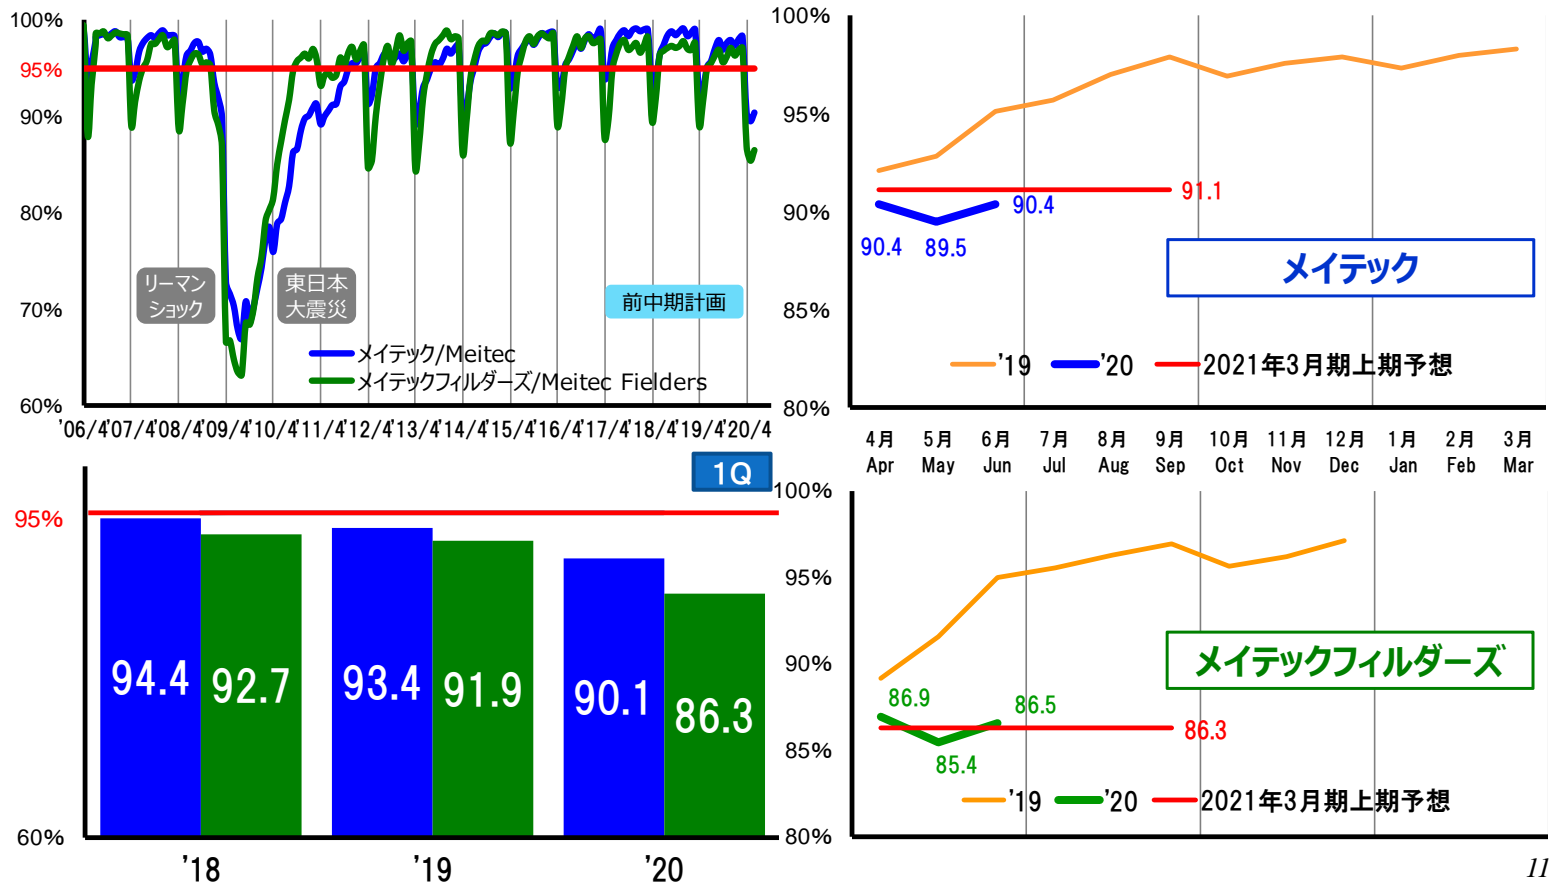 100%
95%
90%
80%
70%
60%
リーマン
ショック
東日本
大震災
前中期計画
メイテック/Meitec
メイテックフィルダーズ/Meitec Fielders
'06/4'07/4'08/4'09/4'10/4'11/4'12/4'13/4'14/4'15/4'16/4'17/4'18/4'19/4'20/4
100%
95%
90%
85%
80%
91.1
90.4
90.4
89.5
メイテック
'19
'20
2021年3月期上期予想
4月 5月 6月 7月 8月 9月 10月 11月 12月 1月 2月 3月
Apr May Jun Jul Aug Sep Oct Nov Dec Jan Feb Mar
1Q
95%
60%
94.4
92.7
93.4
91.9
90.1
86.3
'18
'19
'20
100%
95%
90%
85%
80%
メイテックフィルダーズ
86.9
86.5
86.3
85.4
'19
'20
2021年3月期上期予想
11